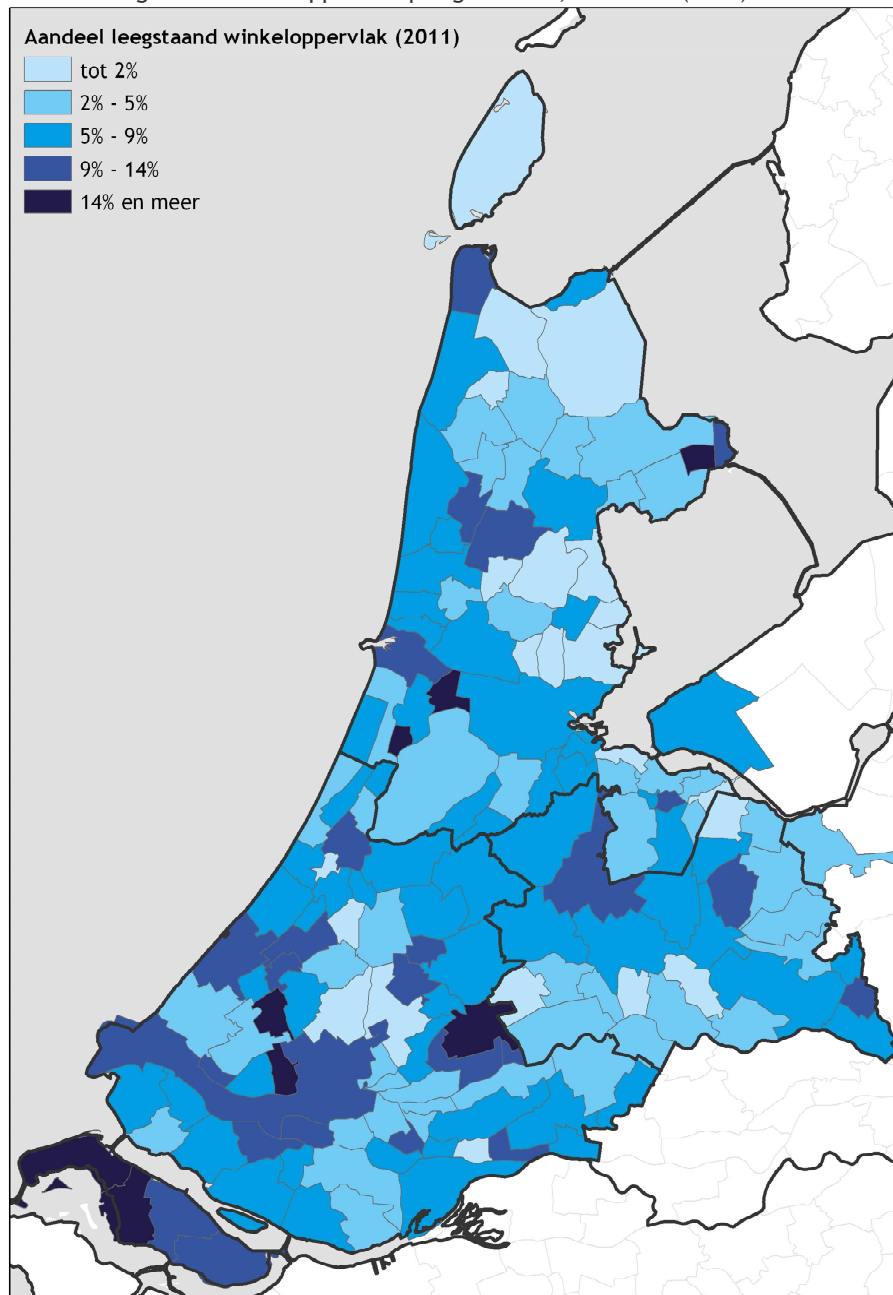 Aandeel leegstaand winkeloppervlak (2011)
tot 2%
2% - 5%
5% - 9%
9% - 14%
14% en meer